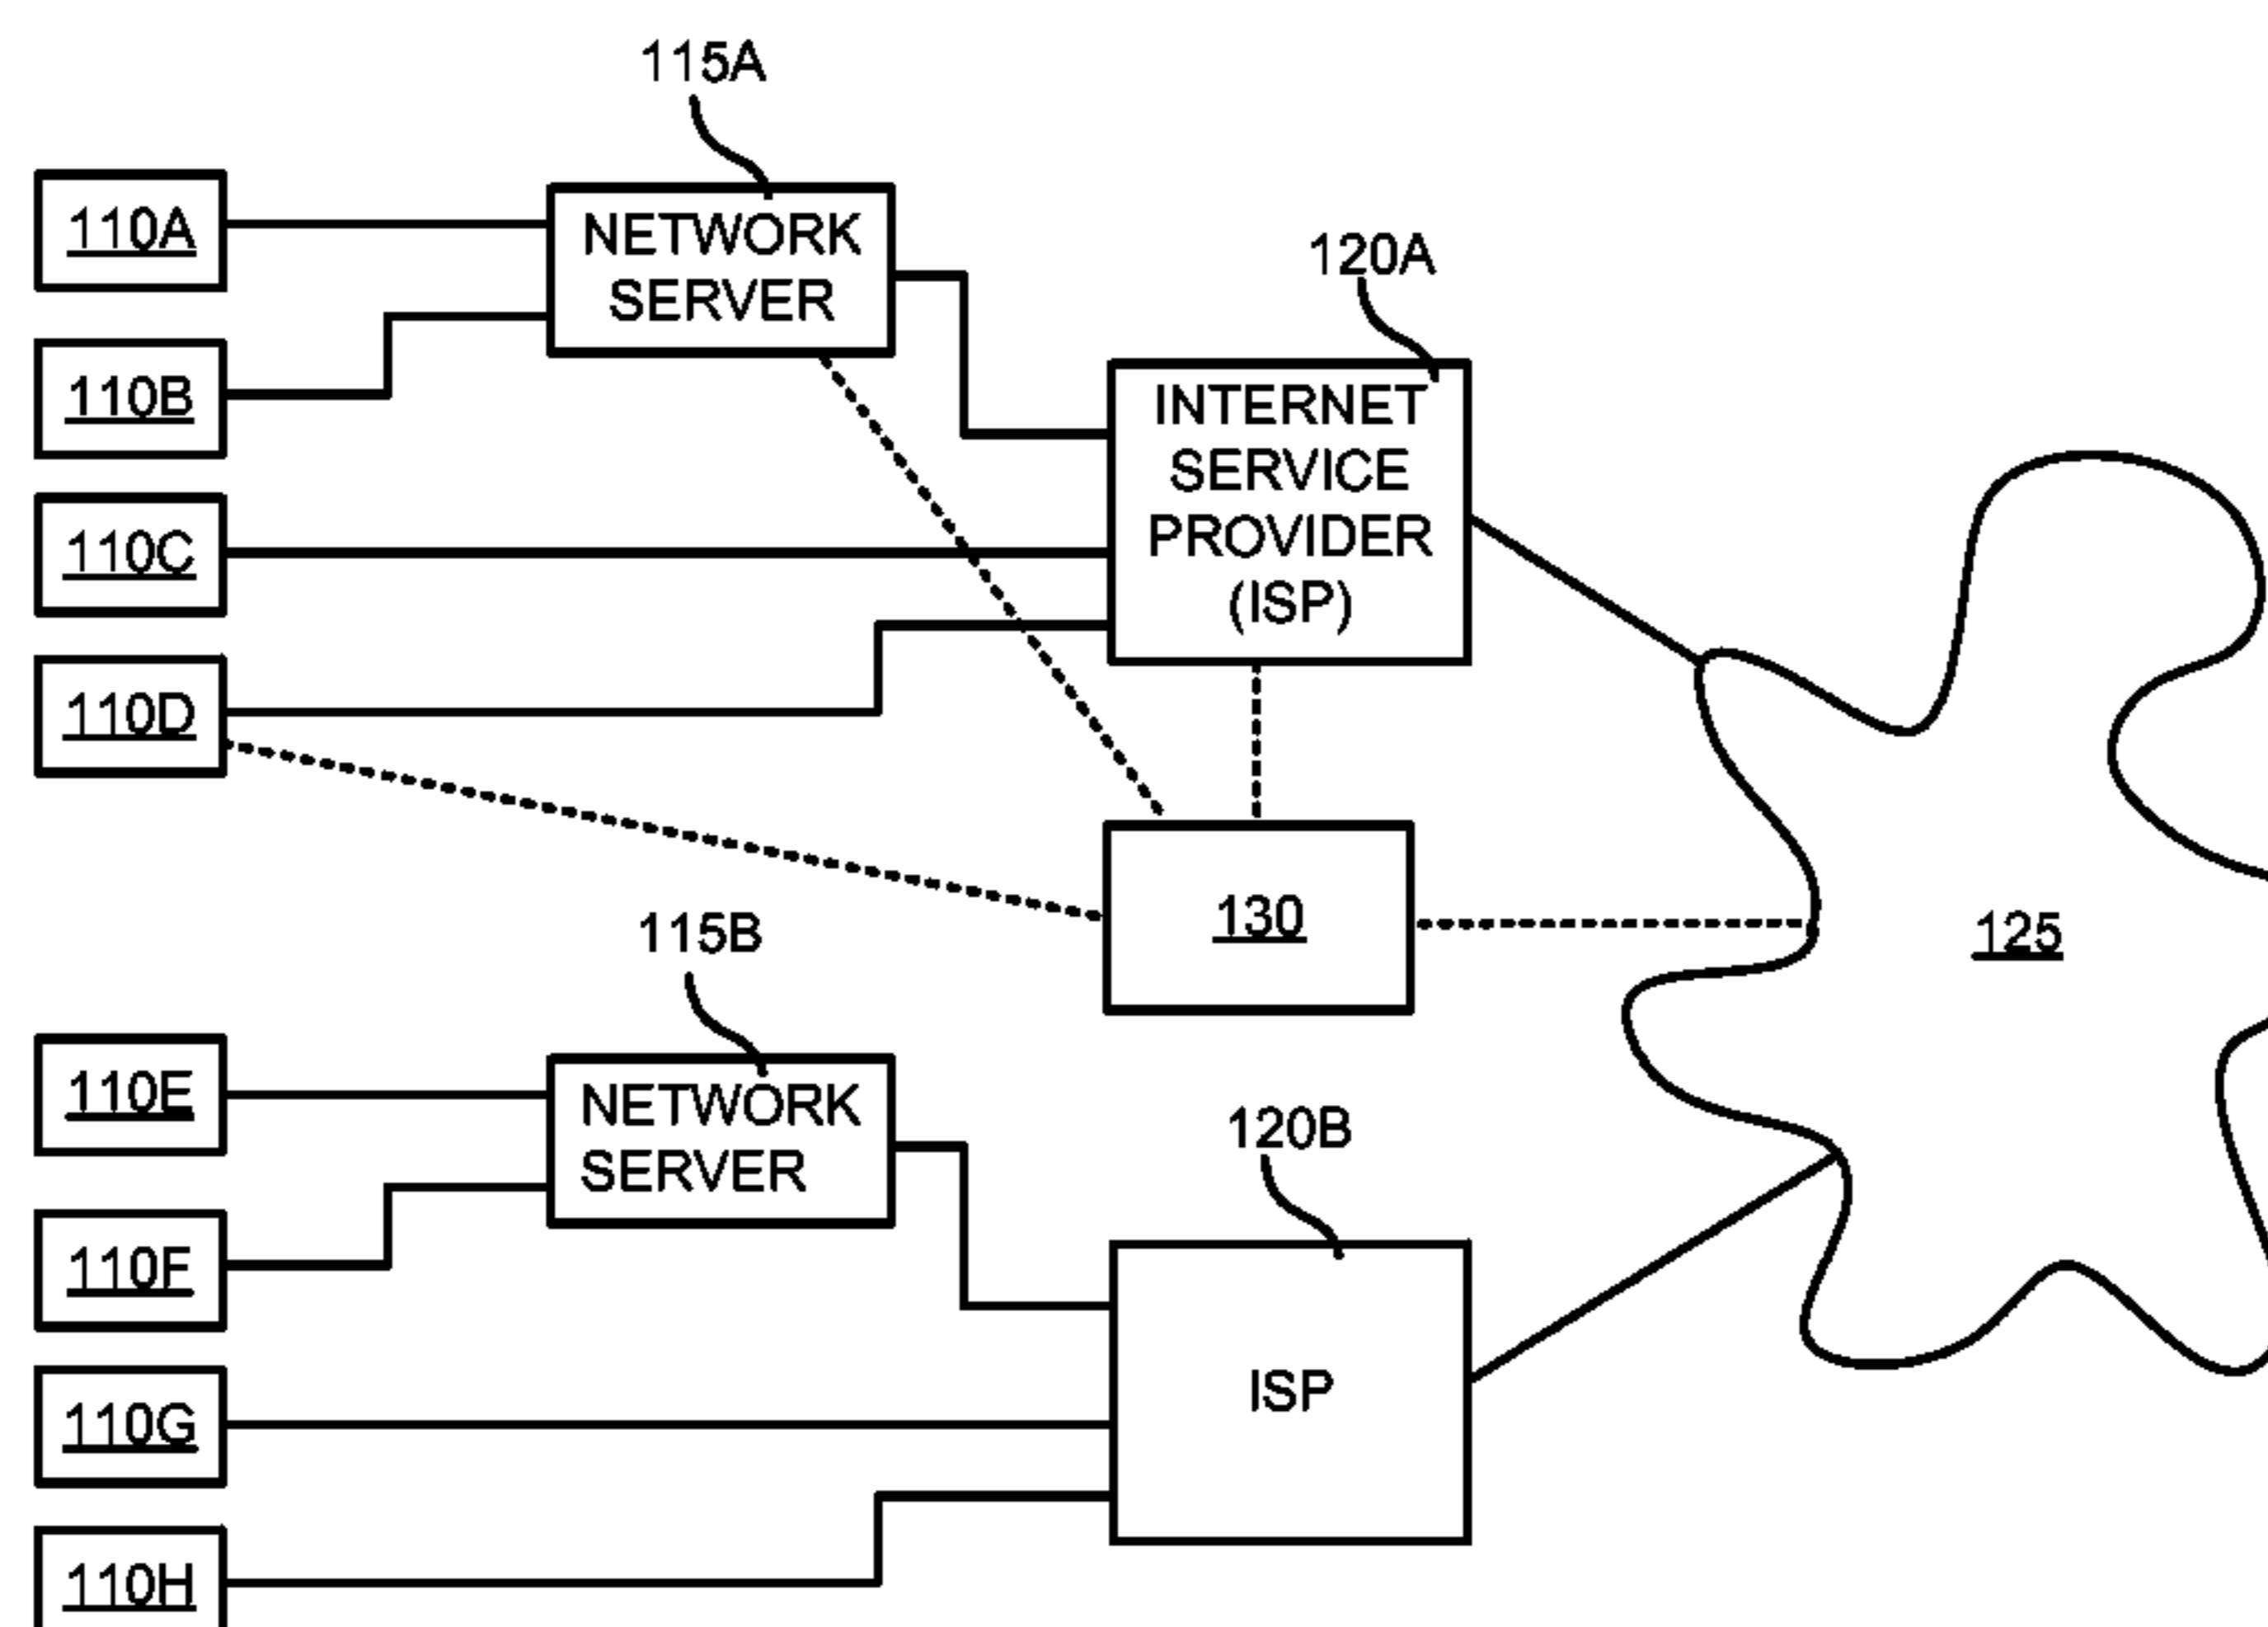 115A
110A
NETWORK
SERVER
120A
110B
INTERNET
SERVICE
PROVIDER
(ISP)
110C
110D
130
125
115B
110E
NETWORK
SERVER
120B
110F
ISP
110G
110H